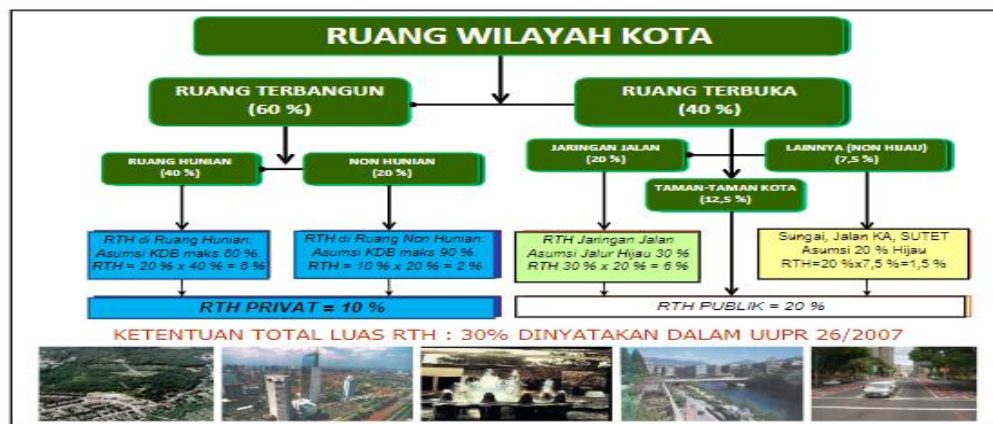 RUANG WILAYAH KOTA
RUANG TERBANGUN
(60 %)
RUANG TERBUKA
(40 %)
RUANG HUNIAN
(40 %)
NON HUNIAN
(20 %)
JARINGAN JALAN
(20 %)
LAINNYA (NON HIJAU)
(7,5 %)
TAMAN-TAMAN KOTA
(12,5 %)
RTH di Ruang Hunian:
Asumsi KDB maks 80 %.
RTH = 20 % x 40 % = 8 %
RTH di Ruang Non Hunian:
Asumsi KDB maks 90 %.
RTH = 10 % x 20 % = 2 %
RTH Jaringan Jalan
Asumsi Jalur Hijau 30 %
RTH 30 % x 20 % = 6 %
Sungai, Jalan KA, SUTET
Asumsi 20 % Hijau
RTH=20 %x7,5 %=1,5 %
RTH PRIVAT = 10 %
RTH PUBLIK = 20 %
KETENTUAN TOTAL LUAS RTH : 30% DINYATAKAN DALAM UUPR 26/2007